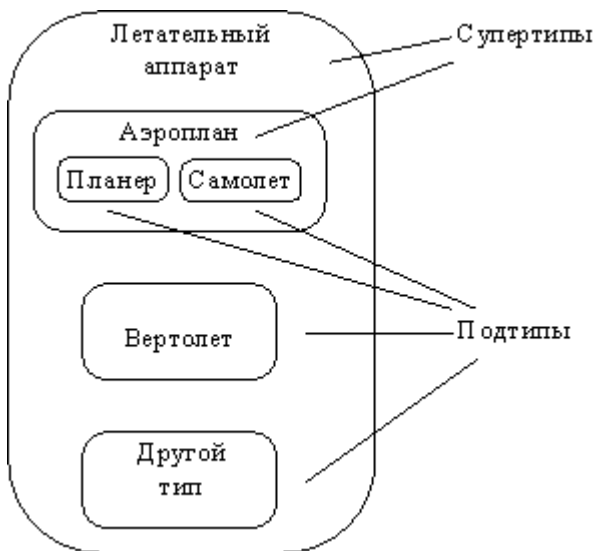 Летательный
аппарат
Супертипы
Аэроплан
Планер
Самолет
Вертолет
Подтипы
Другой
тип